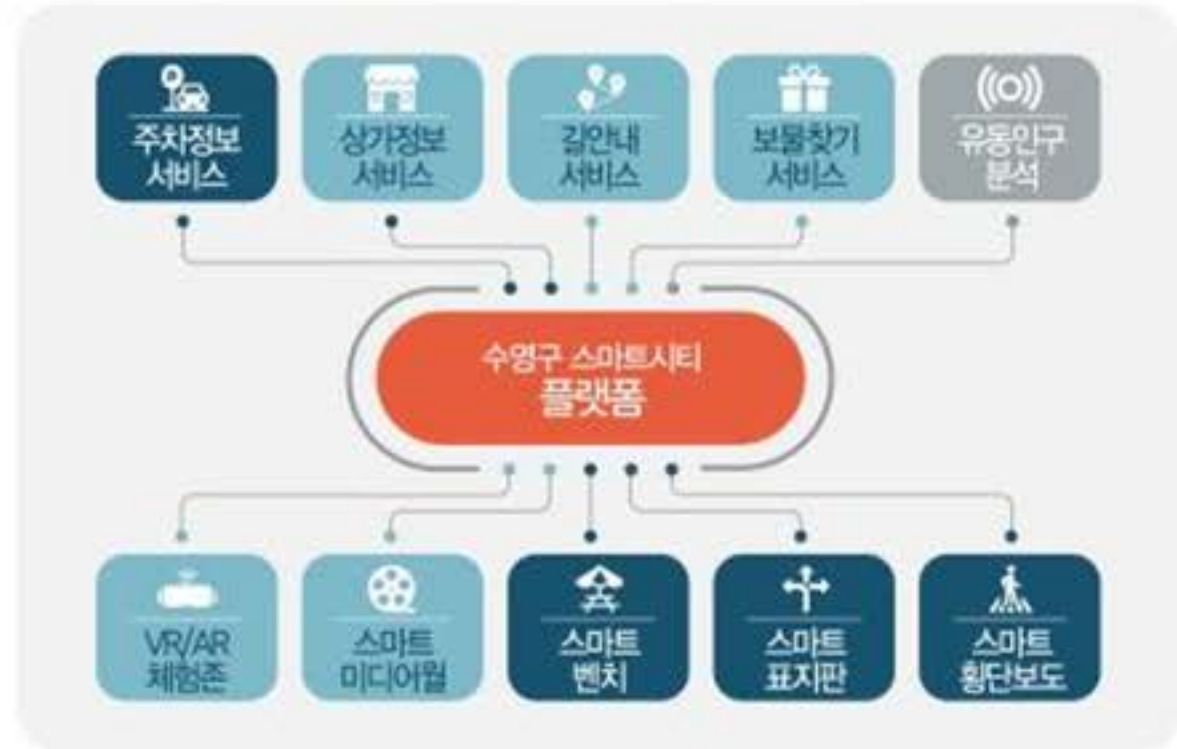 주차정보
서비스
상가정보
서비스
길안내
서비스
보물찾기
서비스
유동인구
분석
수영구 스마트시티
플랫폼
VR/AR
체험존
스마트
미디어월
스마트
벤치
스마트
표지판
스마트
횡단보도